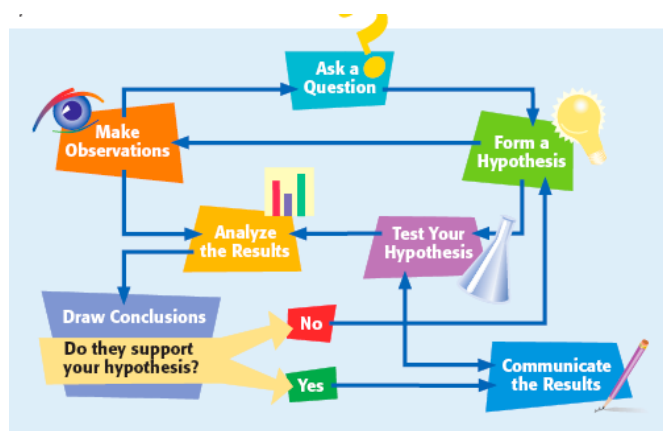 Ask a
Question
Make
Observations
Form a
Hypothesis
Analyze
the Results
Test Your
Hypothesis
Draw Conclusions
Do they support
your hypothesis?
No
Yes
Communicate
the Results